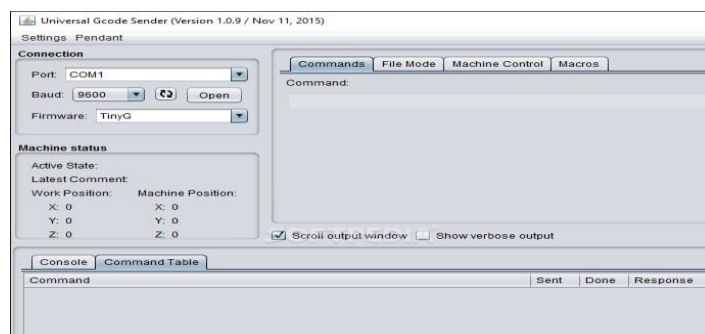 Universal Gcode Sender (Version 1.0.9 / Nov 11, 2015)
Settings Pendant
Connection
Port: COM1
Baud: 9600 Open
Firmware: TinyG
Machine status
Active State:
Latest Comment:
Work Position: Machine Position:
X: 0 X: 0
Y: 0 Y: 0
Z: 0 Z: 0
Commands File Mode Machine Control Macros
Command:
Scroll output window Show verbose output
Console Command Table
Command Sent Done Response